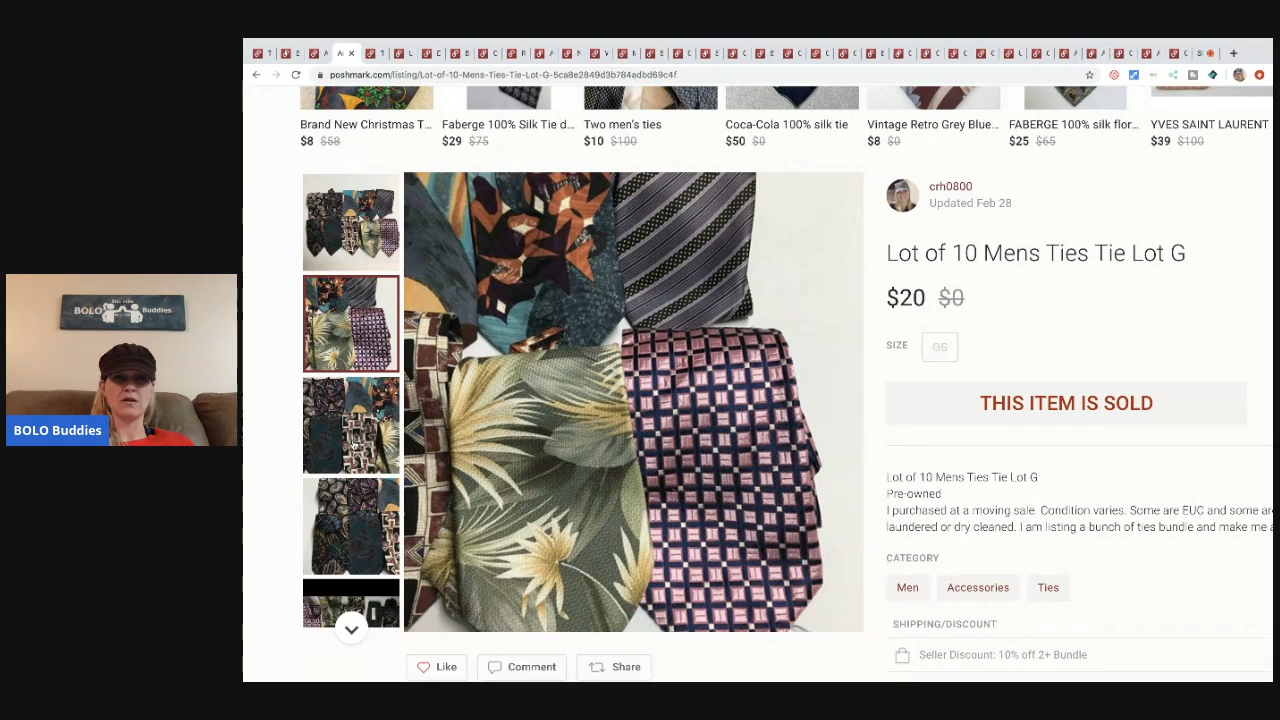 poshmark.com/listing/Lot-of-10-Mens-Ties-Tie-Lot-G-5ca8e2849d3b784adbd69c4f
Brand New Christmas T...
$8 $58
Faberge 100% Silk Tie d...
$29 $75
Two men's ties
$10 $100
Coca-Cola 100% silk tie
$50 $0
Vintage Retro Grey Blue...
$8 $0
FABERGE 100% silk flor...
$25 $65
YVES SAINT LAURENT
$39 $100
crh0800
Updated Feb 28
Lot of 10 Mens Ties Tie Lot G
$20 $0
SIZE OS
THIS ITEM IS SOLD
Lot of 10 Mens Ties Tie Lot G
Pre-owned
I purchased at a moving sale. Condition varies. Some are EUC and some
laundered or dry cleaned. I am listing a bunch of ties bundle and make me
CATEGORY
Men Accessories Ties
SHIPPING/DISCOUNT
Seller Discount: 10% off 2+ Bundle
Like Comment Share
BOLO Buddies
BOLO Buddies